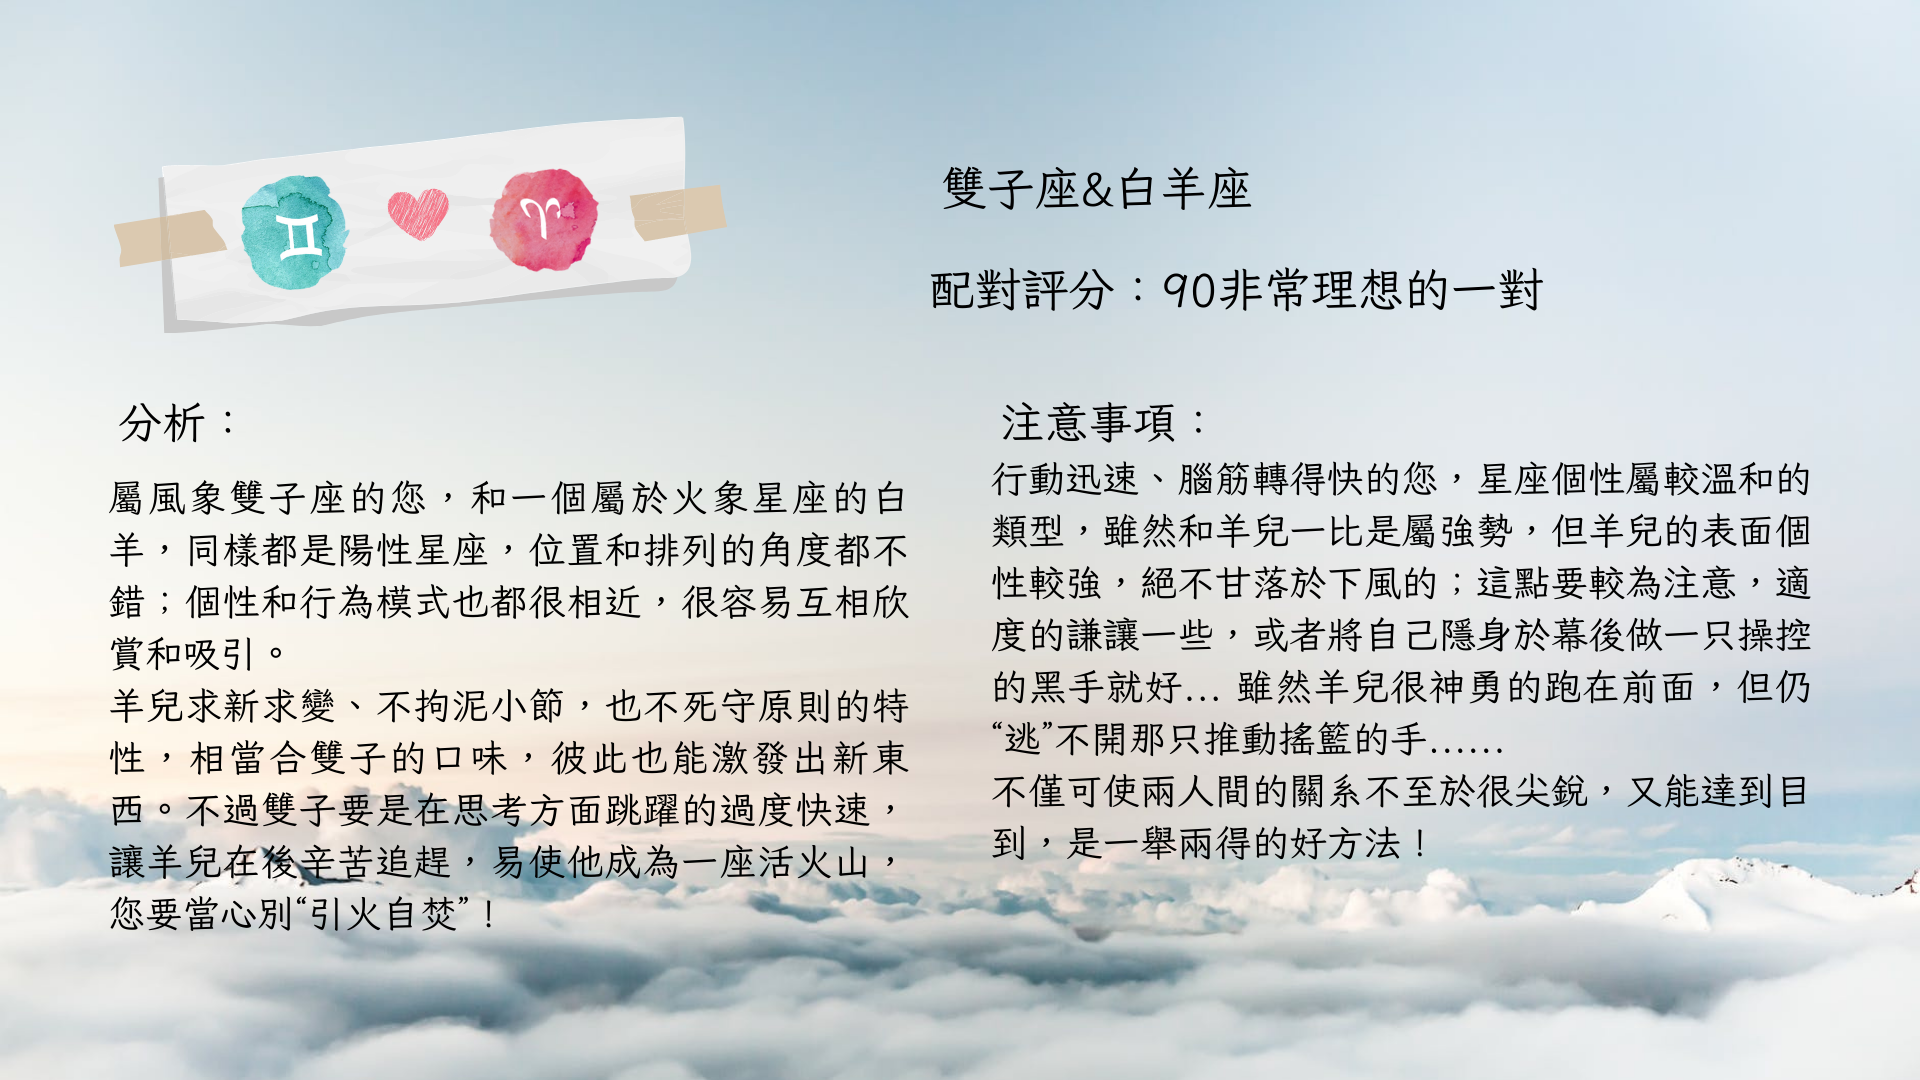 雙子座&白羊座
配對評分：90非常理想的一對
分析：
屬風象雙子座的您，和一個屬於火象星座的白
羊，同樣都是陽性星座，位置和排列的角度都不
錯；個性和行為模式也都很相近，很容易互相欣
賞和吸引。
羊兒求新求變、不拘泥小節，也不死守原則的特
性，相當合雙子的口味，彼此也能激發出新東
西。不過雙子要是在思考方面跳躍的過度快速，
讓羊兒在後辛苦追趕，易使他成為一座活火山，
您要當心別“引火自焚”！
注意事項：
行動迅速、腦筋轉得快的您，星座個性屬較溫和的
類型，雖然和羊兒一比是屬強勢，但羊兒的表面個
性較強，絕不甘落於下風的；這點要較為注意，適
度的謙讓一些，或者將自己隱身於幕後做一只操控
的黑手就好... 雖然羊兒很神勇的跑在前面，但仍
“逃”不開那只推動搖籃的手......
不僅可使兩人間的關系不至於很尖銳，又能達到目
到，是一舉兩得的好方法！